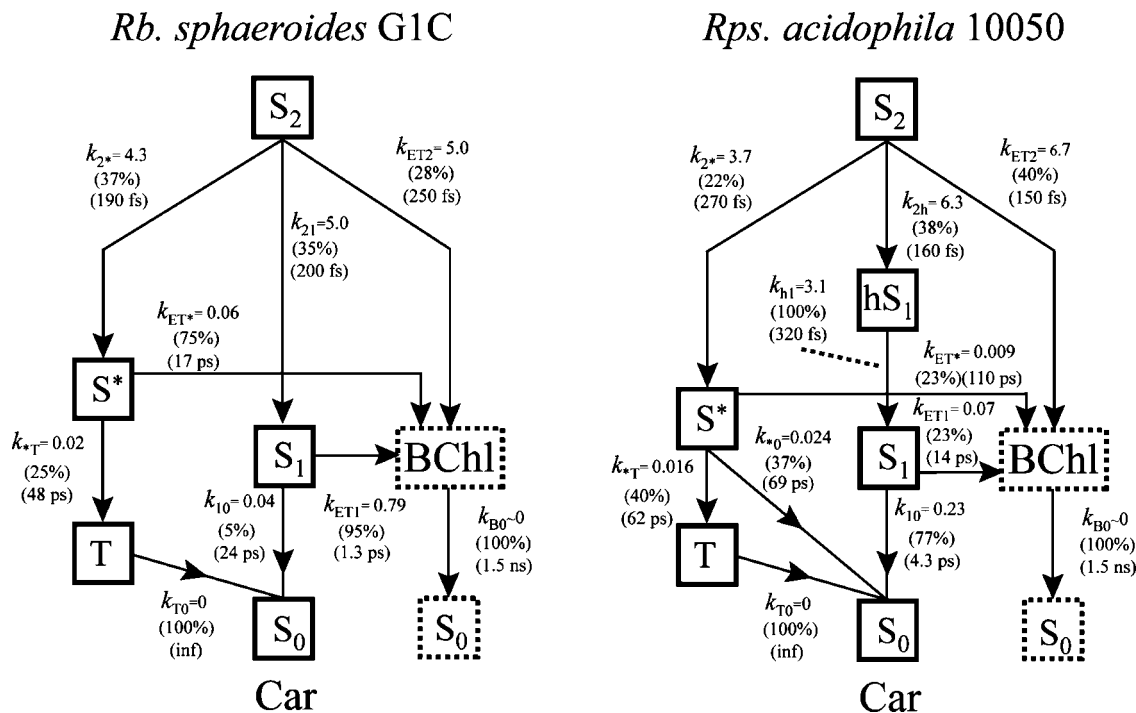 Rb. sphaeroides G1C
S₂
k₂*= 4.3
(37%)
(190 fs)
kET2= 5.0
(28%)
(250 fs)
k₂₁=5.0
(35%)
(200 fs)
kET*= 0.06
(75%)
(17 ps)
S*
k*T= 0.02
(25%)
(48 ps)
S₁
BChl
k₁₀= 0.04
(5%)
(24 ps)
kET1= 0.79
(95%)
(1.3 ps)
kB0~0
(100%)
(1.5 ns)
T
kT0=0
(100%)
(inf)
S₀
S₀
Car
Rps. acidophila 10050
S₂
k₂*= 3.7
(22%)
(270 fs)
kET2= 6.7
(40%)
(150 fs)
k2h= 6.3
(38%)
(160 fs)
hS₁
kh1=3.1
(100%)
(320 fs)
kET*= 0.009
(23%)(110 ps)
S*
kET1= 0.07
(23%)
(14 ps)
k*0=0.024
(37%)
(69 ps)
S₁
BChl
k*T= 0.016
(40%)
(62 ps)
k₁₀= 0.23
(77%)
(4.3 ps)
kB0~0
(100%)
(1.5 ns)
T
kT0=0
(100%)
(inf)
S₀
S₀
Car